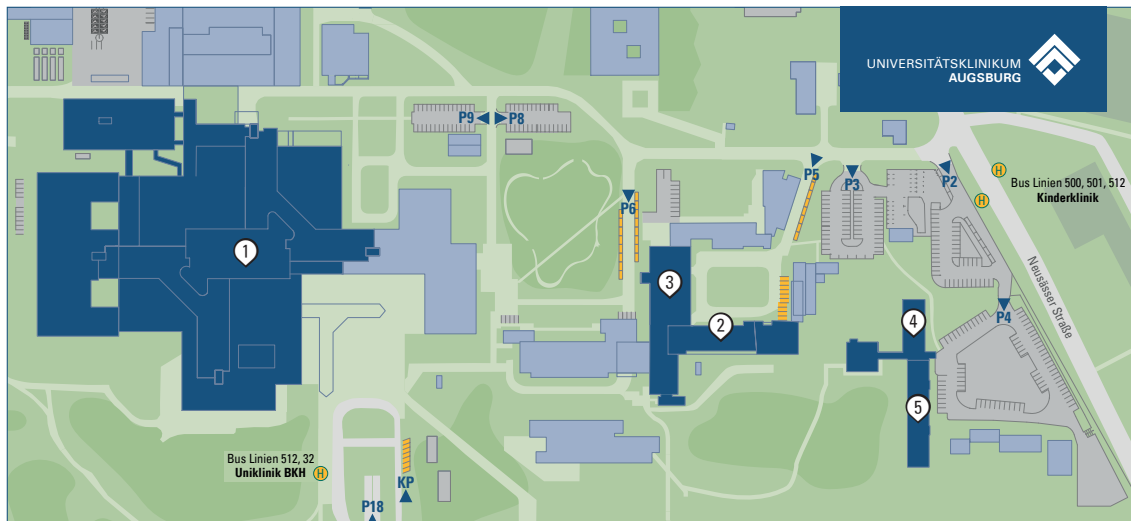 UNIVERSITÄTSKLINIKUM
AUGSBURG
P9
P8
P5
P3
P2
H
Bus Linien 500, 501, 512
Kinderklinik
H
P6
1
3
2
4
P4
Neusässer Straße
5
Bus Linien 512, 32
Uniklinik BKH
H
KP
P18